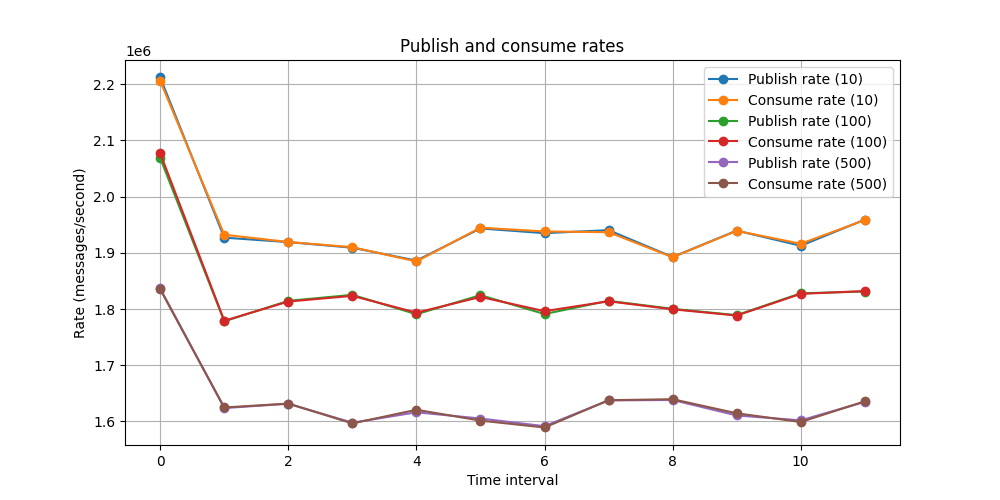 Publish and consume rates
1e6
2.2
2.1
2.0
1.9
1.8
1.7
1.6
Rate (messages/second)
0 2 4 6 8 10
Time interval
Publish rate (10)
Consume rate (10)
Publish rate (100)
Consume rate (100)
Publish rate (500)
Consume rate (500)